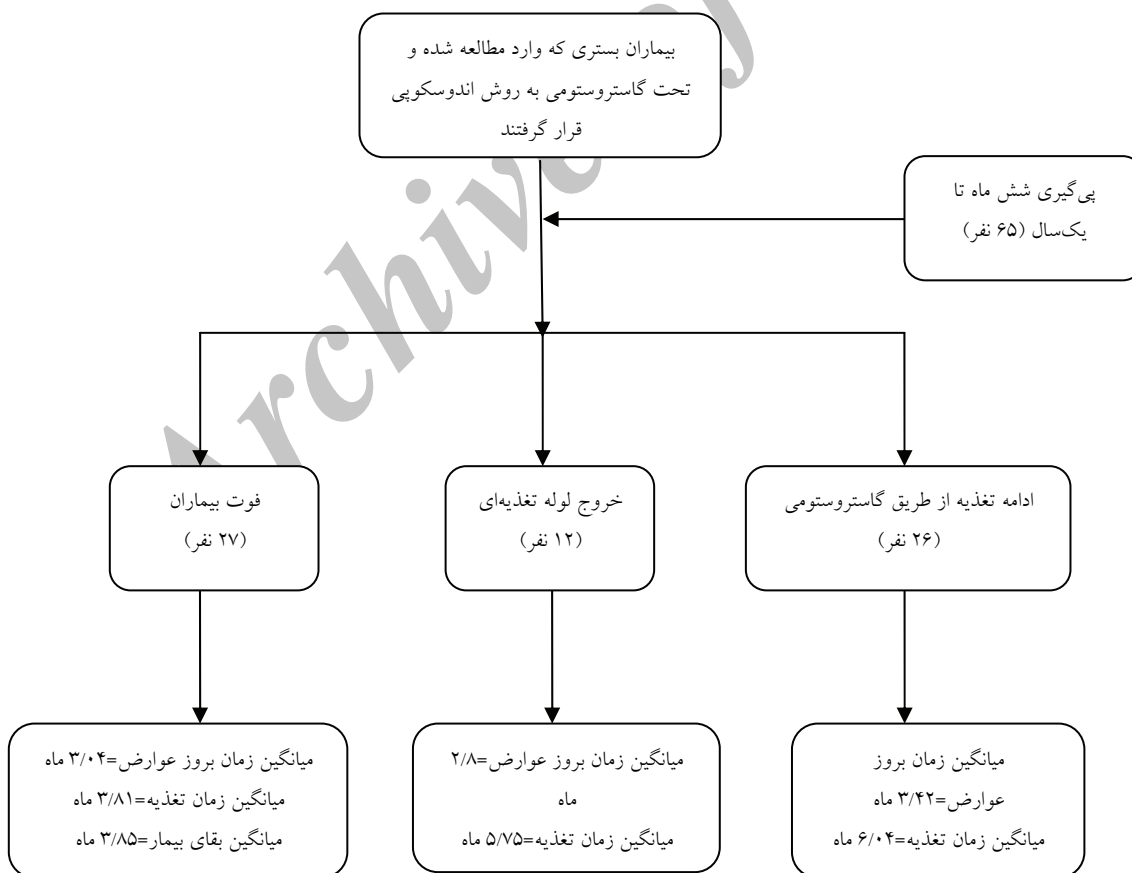 بیماران بستری که وارد مطالعه شده و
تحت گاستروستومی به روش اندوسکوپی
قرار گرفتند
پی‌گیری شش ماه تا
یک‌سال (۶۵ نفر)
ادامه تغذیه از طریق گاستروستومی
(۲۶ نفر)
خروج لوله تغذیه‌ای
(۱۲ نفر)
فوت بیماران
(۲۷ نفر)
میانگین زمان بروز
عوارض=۳/۴۲ ماه
میانگین زمان تغذیه=۶/۰۴ ماه
میانگین زمان بروز عوارض=۲/۸
ماه
میانگین زمان تغذیه=۵/۷۵ ماه
میانگین زمان بروز عوارض=۳/۰۴ ماه
میانگین زمان تغذیه=۳/۸۱ ماه
میانگین بقای بیمار=۳/۸۵ ماه
Archive of